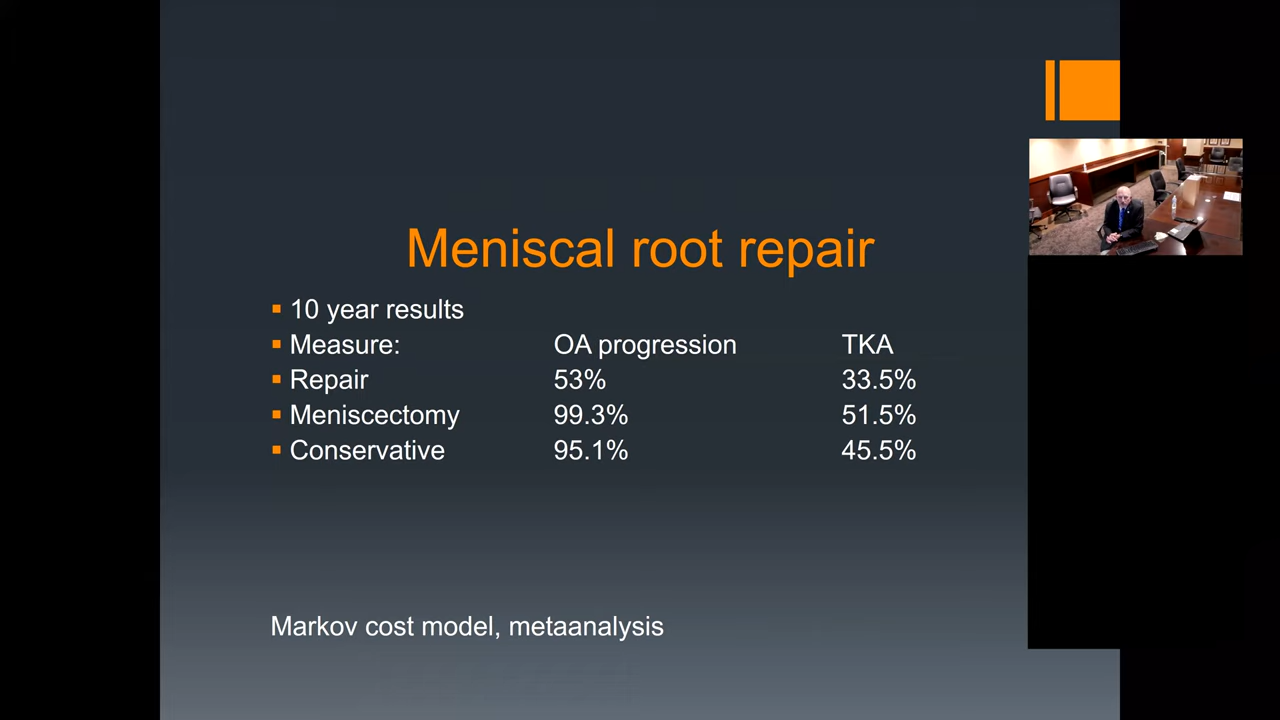 Meniscal root repair
10 year results
Measure: OA progression TKA
Repair 53% 33.5%
Meniscectomy 99.3% 51.5%
Conservative 95.1% 45.5%
Markov cost model, metaanalysis